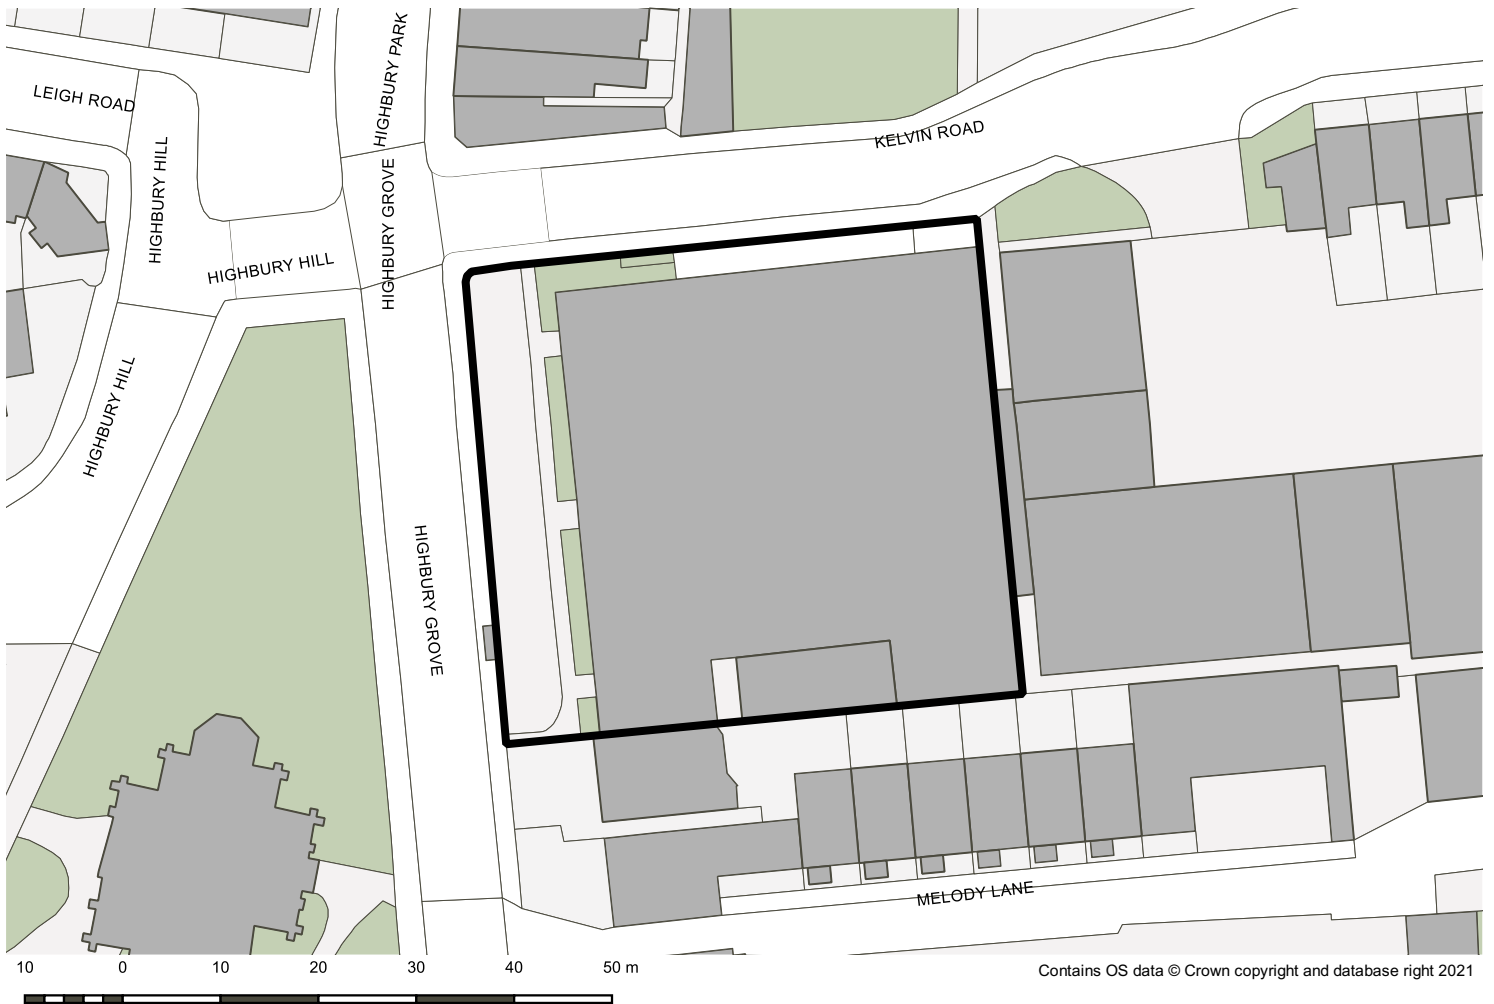 HIGHBURY PARK
LEIGH ROAD
KELVIN ROAD
HIGHBURY HILL
HIGHBURY GROVE
HIGHBURY HILL
HIGHBURY HILL
HIGHBURY GROVE
MELODY LANE
10 0 10 20 30 40 50 m
Contains OS data © Crown copyright and database right 2021